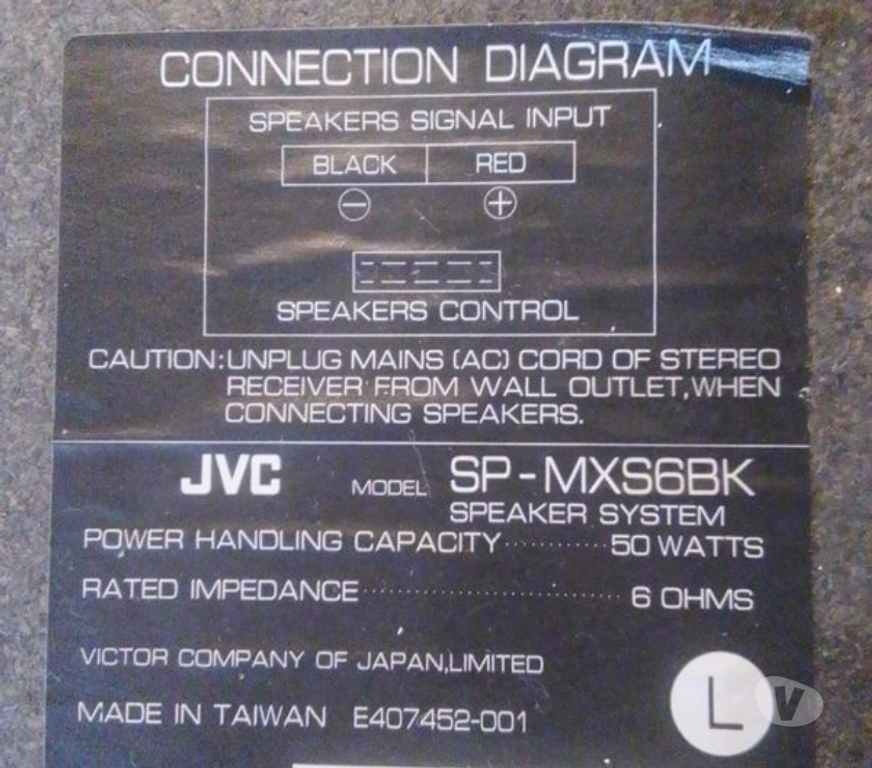 CONNECTION DIAGRAM
SPEAKERS SIGNAL INPUT
BLACK RED
⊖ ⊕
SPEAKERS CONTROL
CAUTION:UNPLUG MAINS (AC) CORD OF STEREO
RECEIVER FROM WALL OUTLET,WHEN
CONNECTING SPEAKERS.
JVC MODEL SP-MXS6BK
SPEAKER SYSTEM
POWER HANDLING CAPACITY············50 WATTS
RATED IMPEDANCE······························6 OHMS
VICTOR COMPANY OF JAPAN,LIMITED
MADE IN TAIWAN E407452-001
L
V